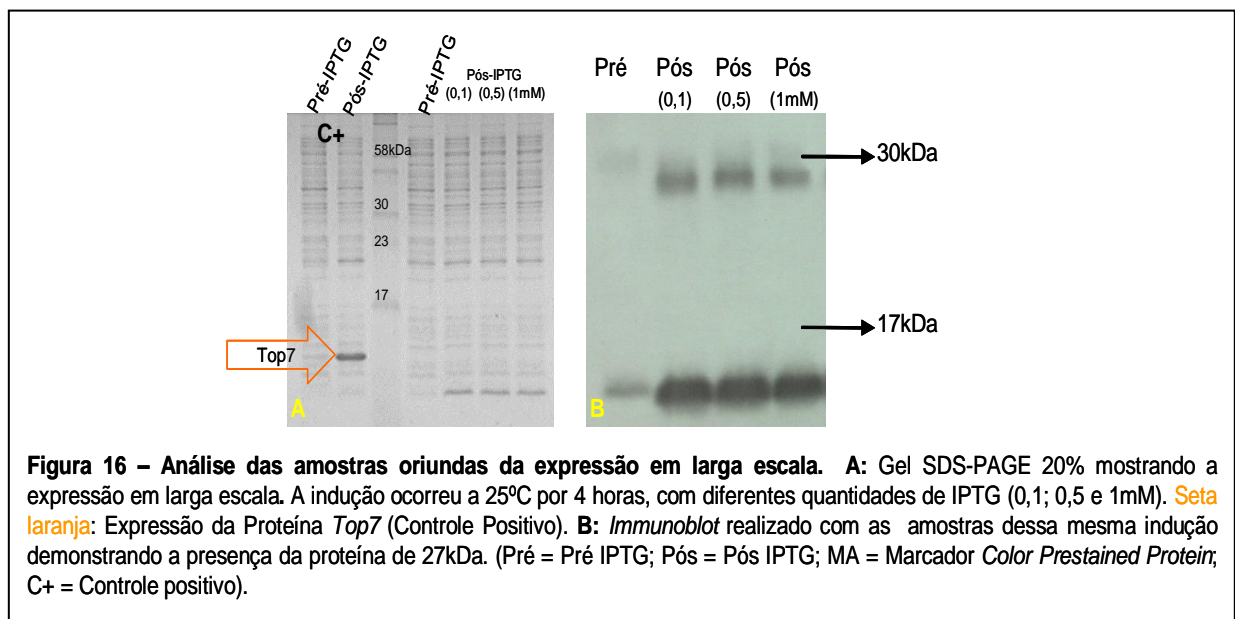 Pré-IPTG
Pós-IPTG
Pré-IPTG
Pós-IPTG
(0,1) (0,5) (1mM)
C+
58kDa
30
23
17
Top7
A
Pré Pós Pós Pós
(0,1) (0,5) (1mM)
30kDa
17kDa
B
Figura 16 – Análise das amostras oriundas da expressão em larga escala. A: Gel SDS-PAGE 20% mostrando a
expressão em larga escala. A indução ocorreu a 25ºC por 4 horas, com diferentes quantidades de IPTG (0,1; 0,5 e 1mM). Seta
laranja: Expressão da Proteína Top7 (Controle Positivo). B: Immunoblot realizado com as amostras dessa mesma indução
demonstrando a presença da proteína de 27kDa. (Pré = Pré IPTG; Pós = Pós IPTG; MA = Marcador Color Prestained Protein;
C+ = Controle positivo).